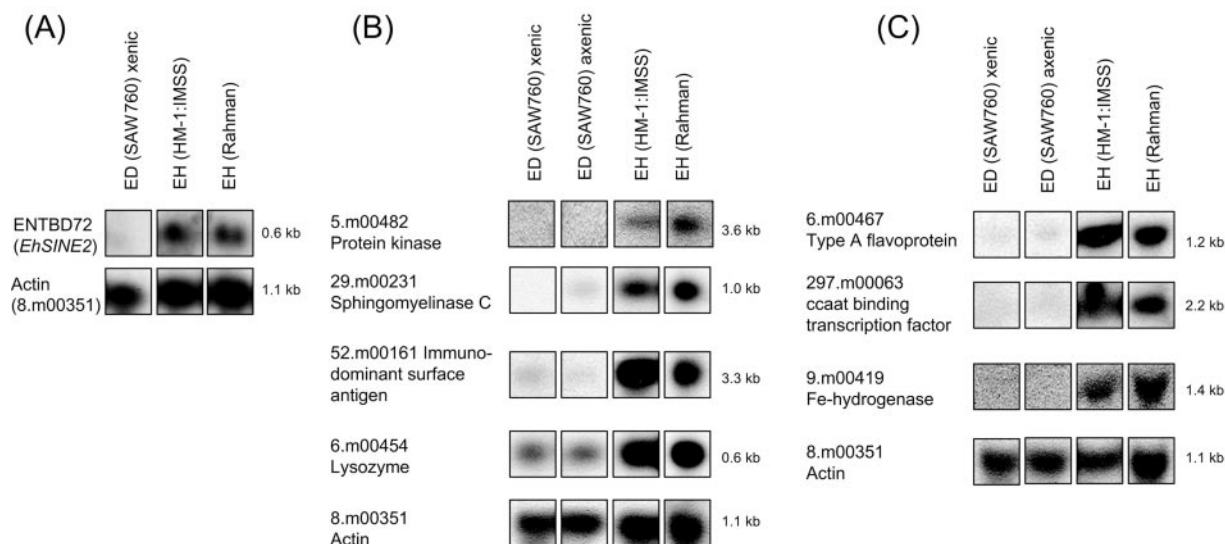 (A)
ED (SAW760) xenic
EH (HM-1:IMSS)
EH (Rahman)
ENTBD72
(EhSINE2)
0.6 kb
Actin
(8.m00351)
1.1 kb
(B)
ED (SAW760) xenic
ED (SAW760) axenic
EH (HM-1:IMSS)
EH (Rahman)
5.m00482
Protein kinase
3.6 kb
29.m00231
Sphingomyelinase C
1.0 kb
52.m00161 Immuno-
dominant surface
antigen
3.3 kb
6.m00454
Lysozyme
0.6 kb
8.m00351
Actin
1.1 kb
(C)
ED (SAW760) xenic
ED (SAW760) axenic
EH (HM-1:IMSS)
EH (Rahman)
6.m00467
Type A flavoprotein
1.2 kb
297.m00063
ccaat binding
transcription factor
2.2 kb
9.m00419
Fe-hydrogenase
1.4 kb
8.m00351
Actin
1.1 kb